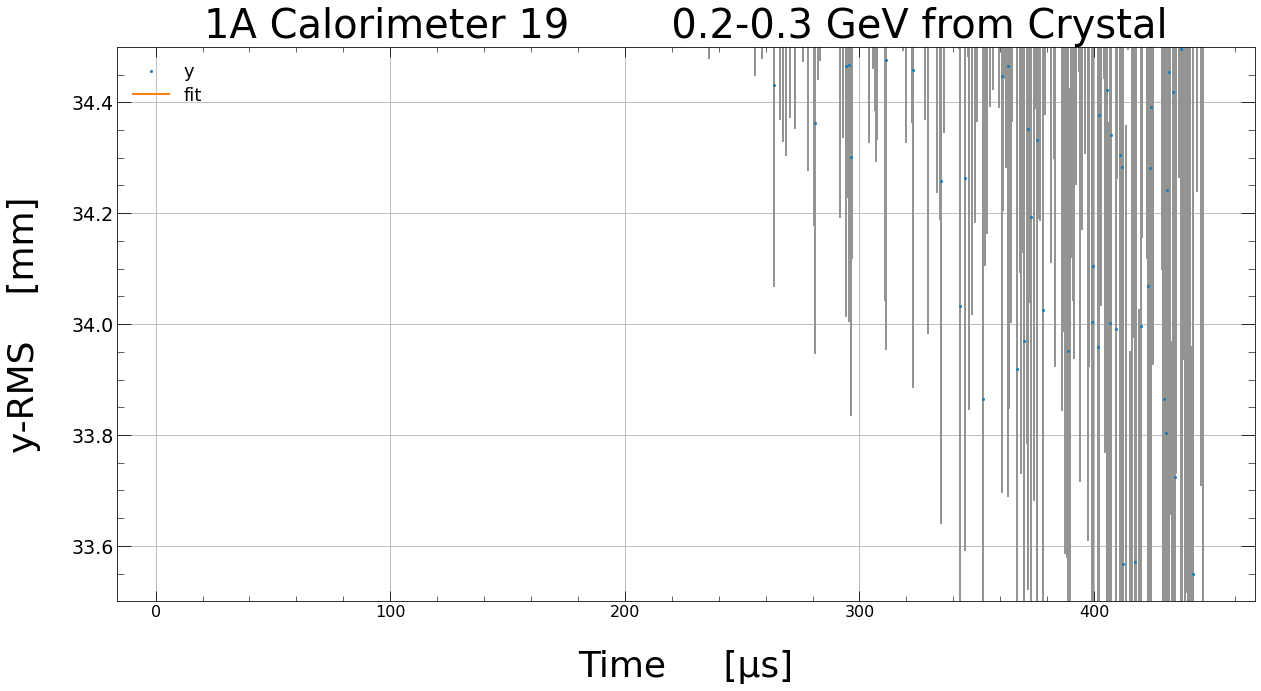 1A Calorimeter 19 0.2-0.3 GeV from Crystal
y
fit
34.4
34.2
34.0
33.8
33.6
y-RMS [mm]
0 100 200 300 400
Time [μs]